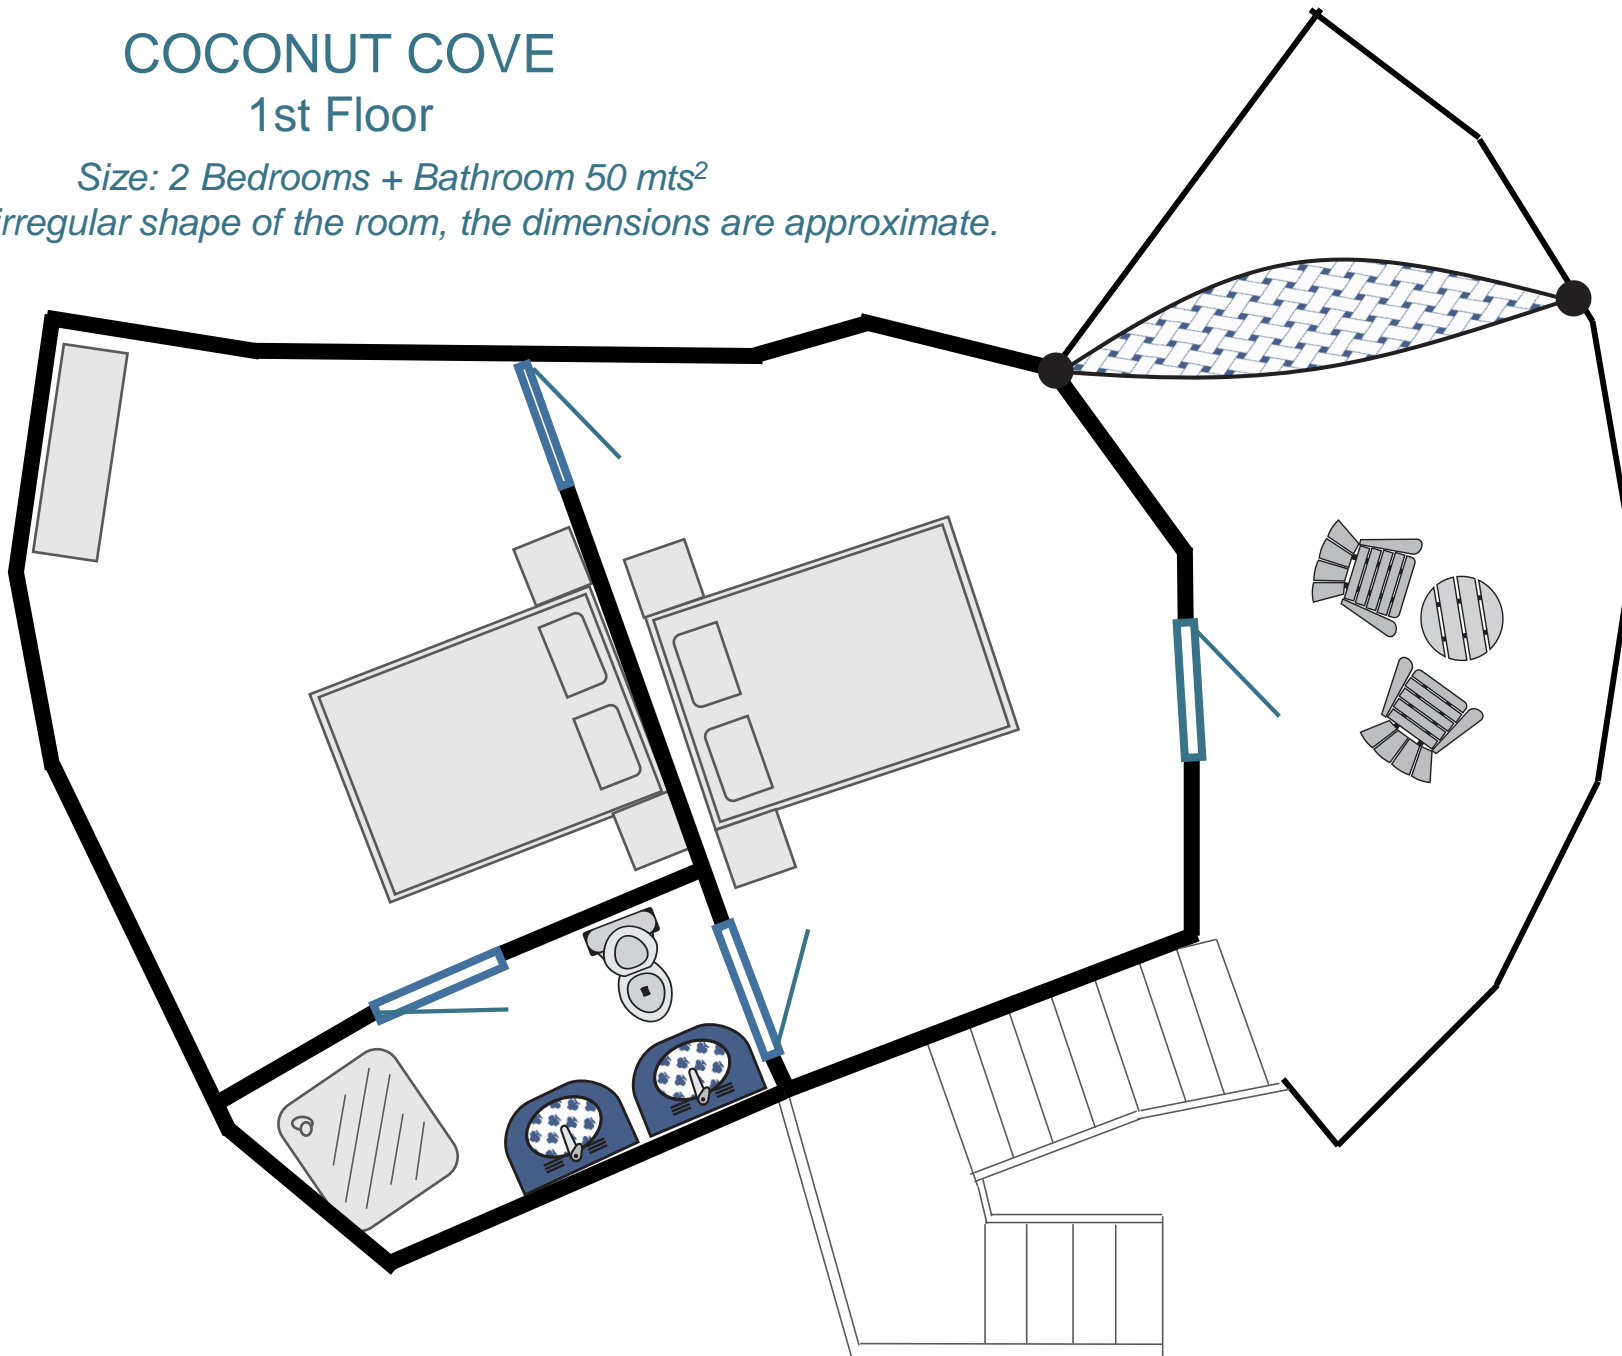 COCONUT COVE
1st Floor
Size: 2 Bedrooms + Bathroom 50 mts²
irregular shape of the room, the dimensions are approximate.